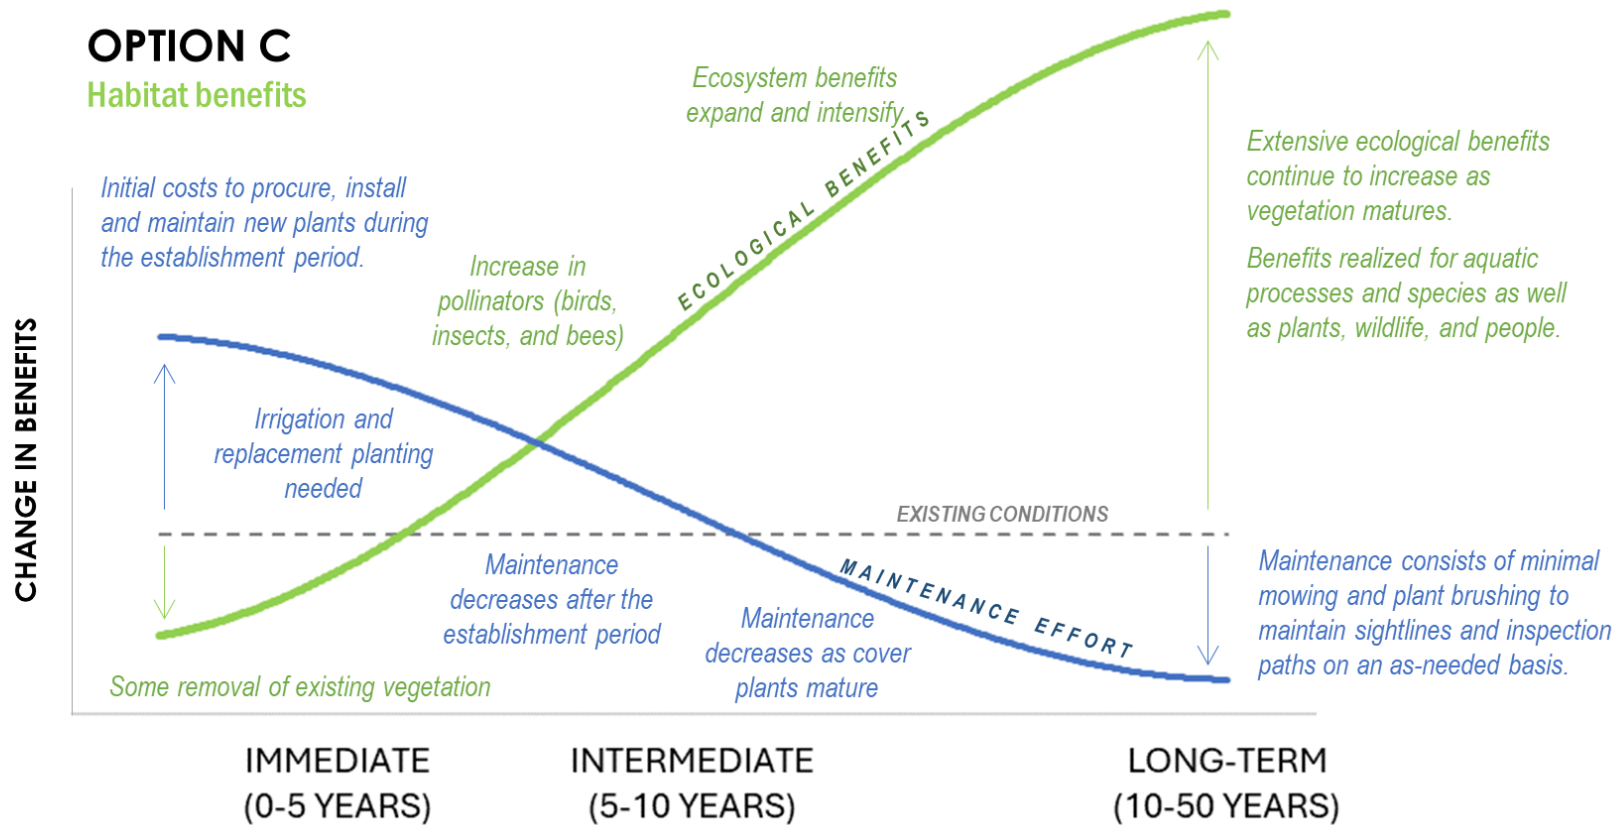 OPTION C
Habitat benefits
Ecosystem benefits
expand and intensify
ECOLOGICAL BENEFITS
Extensive ecological benefits
continue to increase as
vegetation matures.
Benefits realized for aquatic
processes and species as well
as plants, wildlife, and people.
Initial costs to procure, install
and maintain new plants during
the establishment period.
Increase in
pollinators (birds,
insects, and bees)
CHANGE IN BENEFITS
Irrigation and
replacement planting
needed
EXISTING CONDITIONS
Maintenance
decreases after the
establishment period
MAINTENANCE EFFORT
Maintenance
decreases as cover
plants mature
Maintenance consists of minimal
mowing and plant brushing to
maintain sightlines and inspection
paths on an as-needed basis.
Some removal of existing vegetation
IMMEDIATE
(0-5 YEARS)
INTERMEDIATE
(5-10 YEARS)
LONG-TERM
(10-50 YEARS)